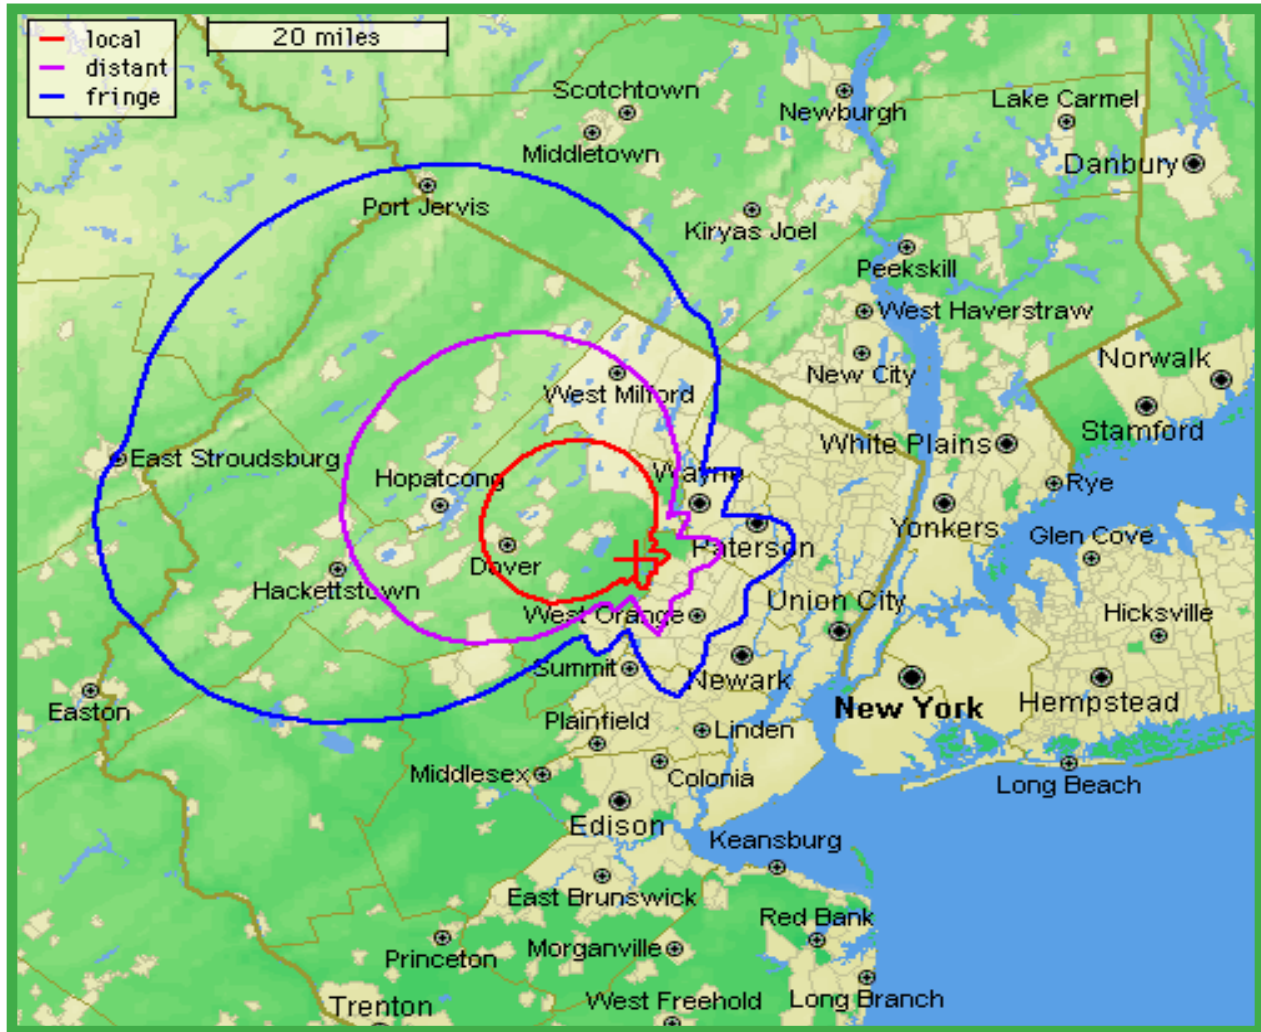 local
distant
fringe
20 miles
Scotchtown
Newburgh
Lake Carmel
Middletown
Danbury
Port Jervis
Kiryas Joel
Peekskill
West Haverstraw
Norwalk
New City
West Milford
Stamford
White Plains
East Stroudsburg
Hopatcong
Wayne
Rye
Yonkers
Glen Cove
Paterson
Dover
Hackettstown
Union City
West Orange
Hicksville
Summit
Newark
Easton
New York
Hempstead
Plainfield
Linden
Middlesex
Colonia
Long Beach
Edison
Keansburg
East Brunswick
Red Bank
Princeton
Morganville
Trenton
West Freehold
Long Branch